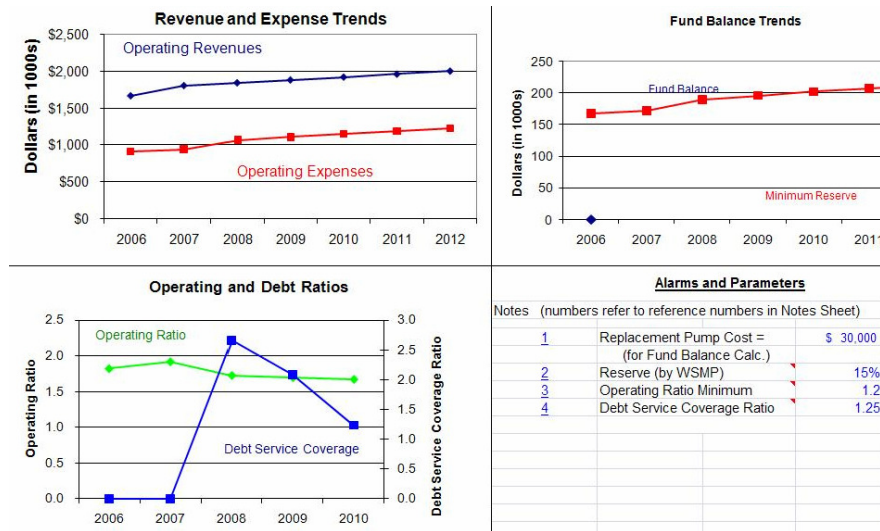 Revenue and Expense Trends
Dollars (in 1000s)
$2,500
$2,000
$1,500
$1,000
$500
$0
Operating Revenues
Operating Expenses
2006 2007 2008 2009 2010 2011 2012
Fund Balance Trends
Dollars (in 1000s)
250
200
150
100
50
0
Fund Balance
Minimum Reserve
2006 2007 2008 2009 2010 2011
Operating and Debt Ratios
Operating Ratio
2.5
2.0
1.5
1.0
0.5
0.0
Operating Ratio
Debt Service Coverage
3.0
2.5
2.0
1.5
1.0
0.5
0.0
Debt Service Coverage Ratio
2006 2007 2008 2009 2010
Alarms and Parameters
Notes (numbers refer to reference numbers in Notes Sheet)
1 Replacement Pump Cost = $ 30,000
(for Fund Balance Calc.)
2 Reserve (by WSMP) 15%
3 Operating Ratio Minimum 1.2
4 Debt Service Coverage Ratio 1.25